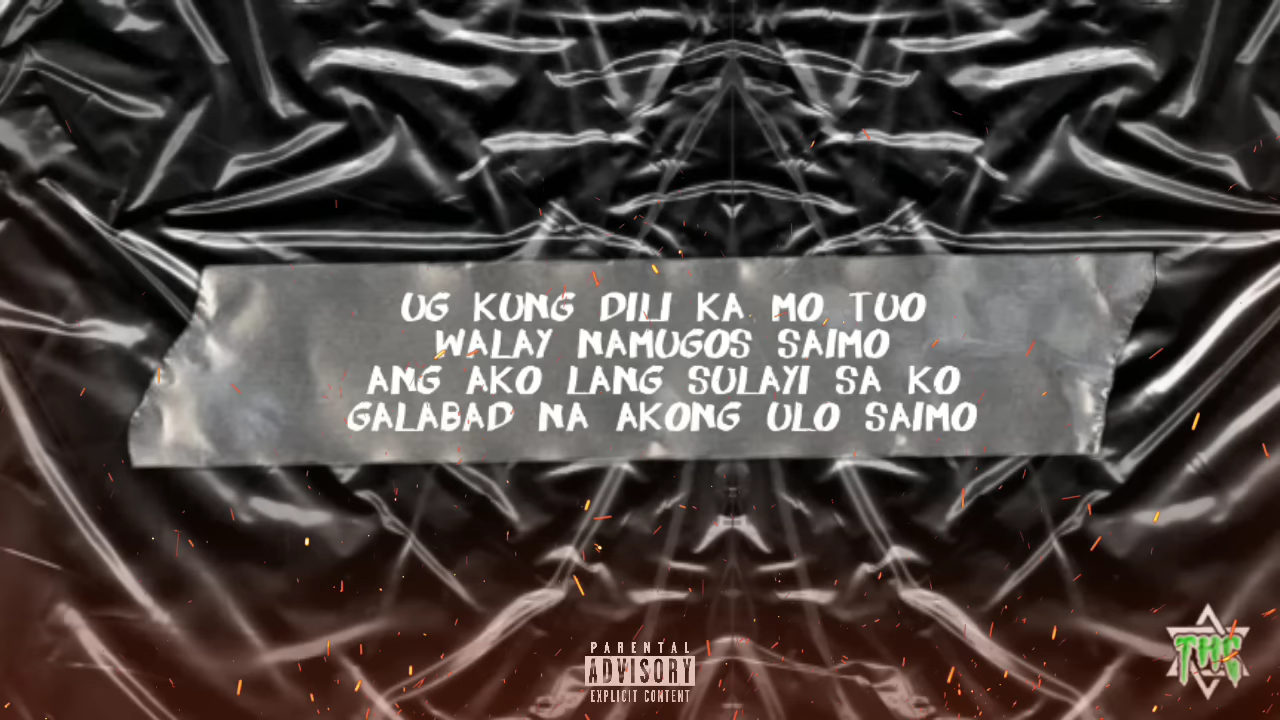 UG KUNG DILI KA MO TUO
WALAY NAMUGOS SAIMO
ANG AKO LANG SULAYI SA KO
GALABAD NA AKONG ULO SAIMO
PARENTAL
ADVISORY
EXPLICIT CONTENT
THC